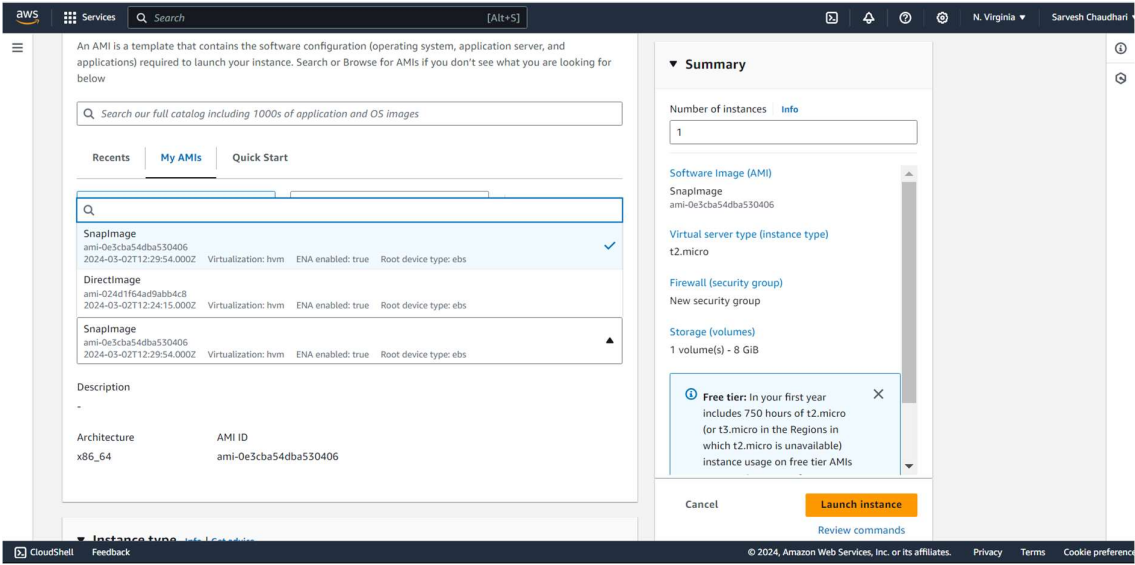 aws
Services
Search
[Alt+S]
N. Virginia
Sarvesh Chaudhari
An AMI is a template that contains the software configuration (operating system, application server, and
applications) required to launch your instance. Search or Browse for AMIs if you don't see what you are looking for
below
Search our full catalog including 1000s of application and OS images
Recents
My AMIs
Quick Start
SnapImage
ami-0e3cba54dba530406
2024-03-02T12:29:54.000Z Virtualization: hvm ENA enabled: true Root device type: ebs
DirectImage
ami-024d1f64ad9abb4c8
2024-03-02T12:24:15.000Z Virtualization: hvm ENA enabled: true Root device type: ebs
SnapImage
ami-0e3cba54dba530406
2024-03-02T12:29:54.000Z Virtualization: hvm ENA enabled: true Root device type: ebs
Description
-
Architecture
AMI ID
x86_64
ami-0e3cba54dba530406
Instance type
Summary
Number of instances
Info
1
Software Image (AMI)
SnapImage
ami-0e3cba54dba530406
Virtual server type (instance type)
t2.micro
Firewall (security group)
New security group
Storage (volumes)
1 volume(s) - 8 GiB
Free tier: In your first year
includes 750 hours of t2.micro
(or t3.micro in the Regions in
which t2.micro is unavailable)
instance usage on free tier AMIs
Cancel
Launch instance
Review commands
CloudShell
Feedback
© 2024, Amazon Web Services, Inc. or its affiliates.
Privacy
Terms
Cookie preference